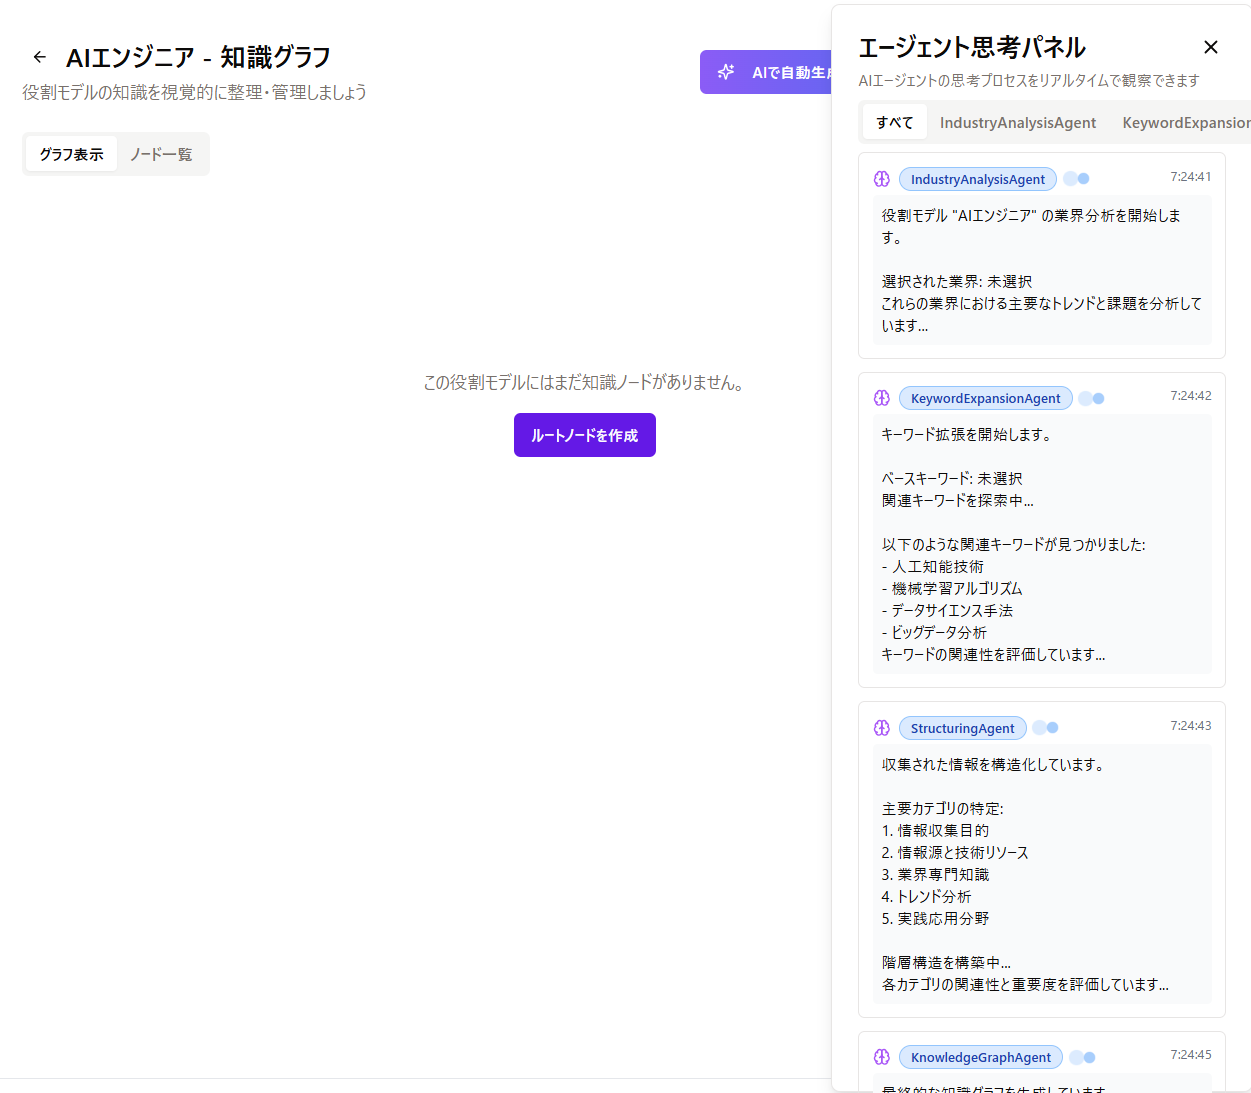 AIエンジニア - 知識グラフ
役割モデルの知識を視覚的に整理・管理しましょう
AIで自動生成
グラフ表示
ノード一覧
この役割モデルにはまだ知識ノードがありません。
ルートノードを作成
エージェント思考パネル
AIエージェントの思考プロセスをリアルタイムで観察できます
すべて
IndustryAnalysisAgent
KeywordExpansion
IndustryAnalysisAgent
7:24:41
役割モデル "AIエンジニア" の業界分析を開始しま
す。
選択された業界: 未選択
これらの業界における主要なトレンドと課題を分析して
います...
KeywordExpansionAgent
7:24:42
キーワード拡張を開始します。
ベースキーワード: 未選択
関連キーワードを探索中...
以下のような関連キーワードが見つかりました:
- 人工知能技術
- 機械学習アルゴリズム
- データサイエンス手法
- ビッグデータ分析
キーワードの関連性を評価しています...
StructuringAgent
7:24:43
収集された情報を構造化しています。
主要カテゴリの特定:
1. 情報収集目的
2. 情報源と技術リソース
3. 業界専門知識
4. トレンド分析
5. 実践応用分野
階層構造を構築中...
各カテゴリの関連性と重要度を評価しています...
KnowledgeGraphAgent
7:24:45
最終的な知識グラフを生成しています